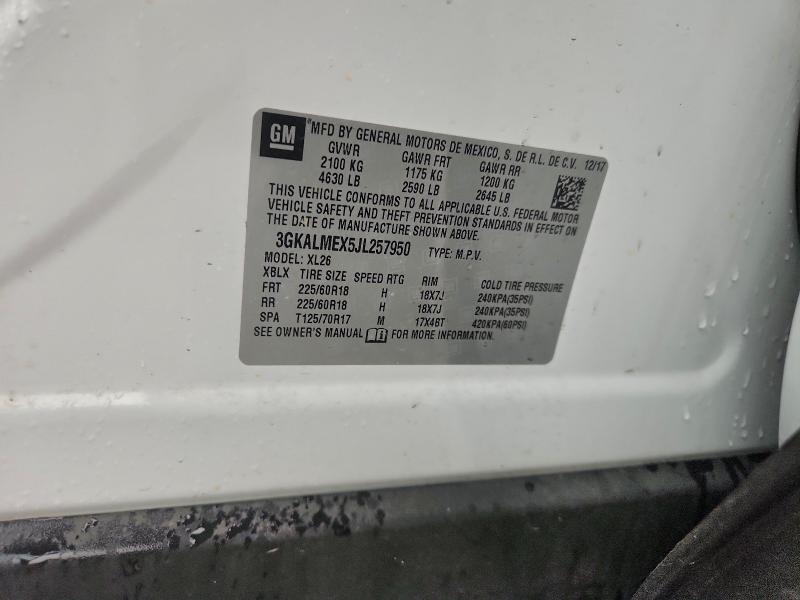 GM
MFD BY GENERAL MOTORS DE MEXICO, S. DE R.L. DE C.V. 12/17
GVWR GAWR FRT GAWR RR
2100 KG 1175 KG 1200 KG
4630 LB 2590 LB 2645 LB
THIS VEHICLE CONFORMS TO ALL APPLICABLE U.S. FEDERAL MOTOR
VEHICLE SAFETY AND THEFT PREVENTION STANDARDS IN EFFECT ON
THE DATE OF MANUFACTURE SHOWN ABOVE.
3GKALMEX5JL257950 TYPE: M.P.V.
MODEL: XL26
XBLX TIRE SIZE SPEED RTG RIM COLD TIRE PRESSURE
FRT 225/60R18 H 18X7J 240KPA(35PSI)
RR 225/60R18 H 18X7J 240KPA(35PSI)
SPA T125/70R17 M 17X4BT 420KPA(60PSI)
SEE OWNER'S MANUAL FOR MORE INFORMATION.